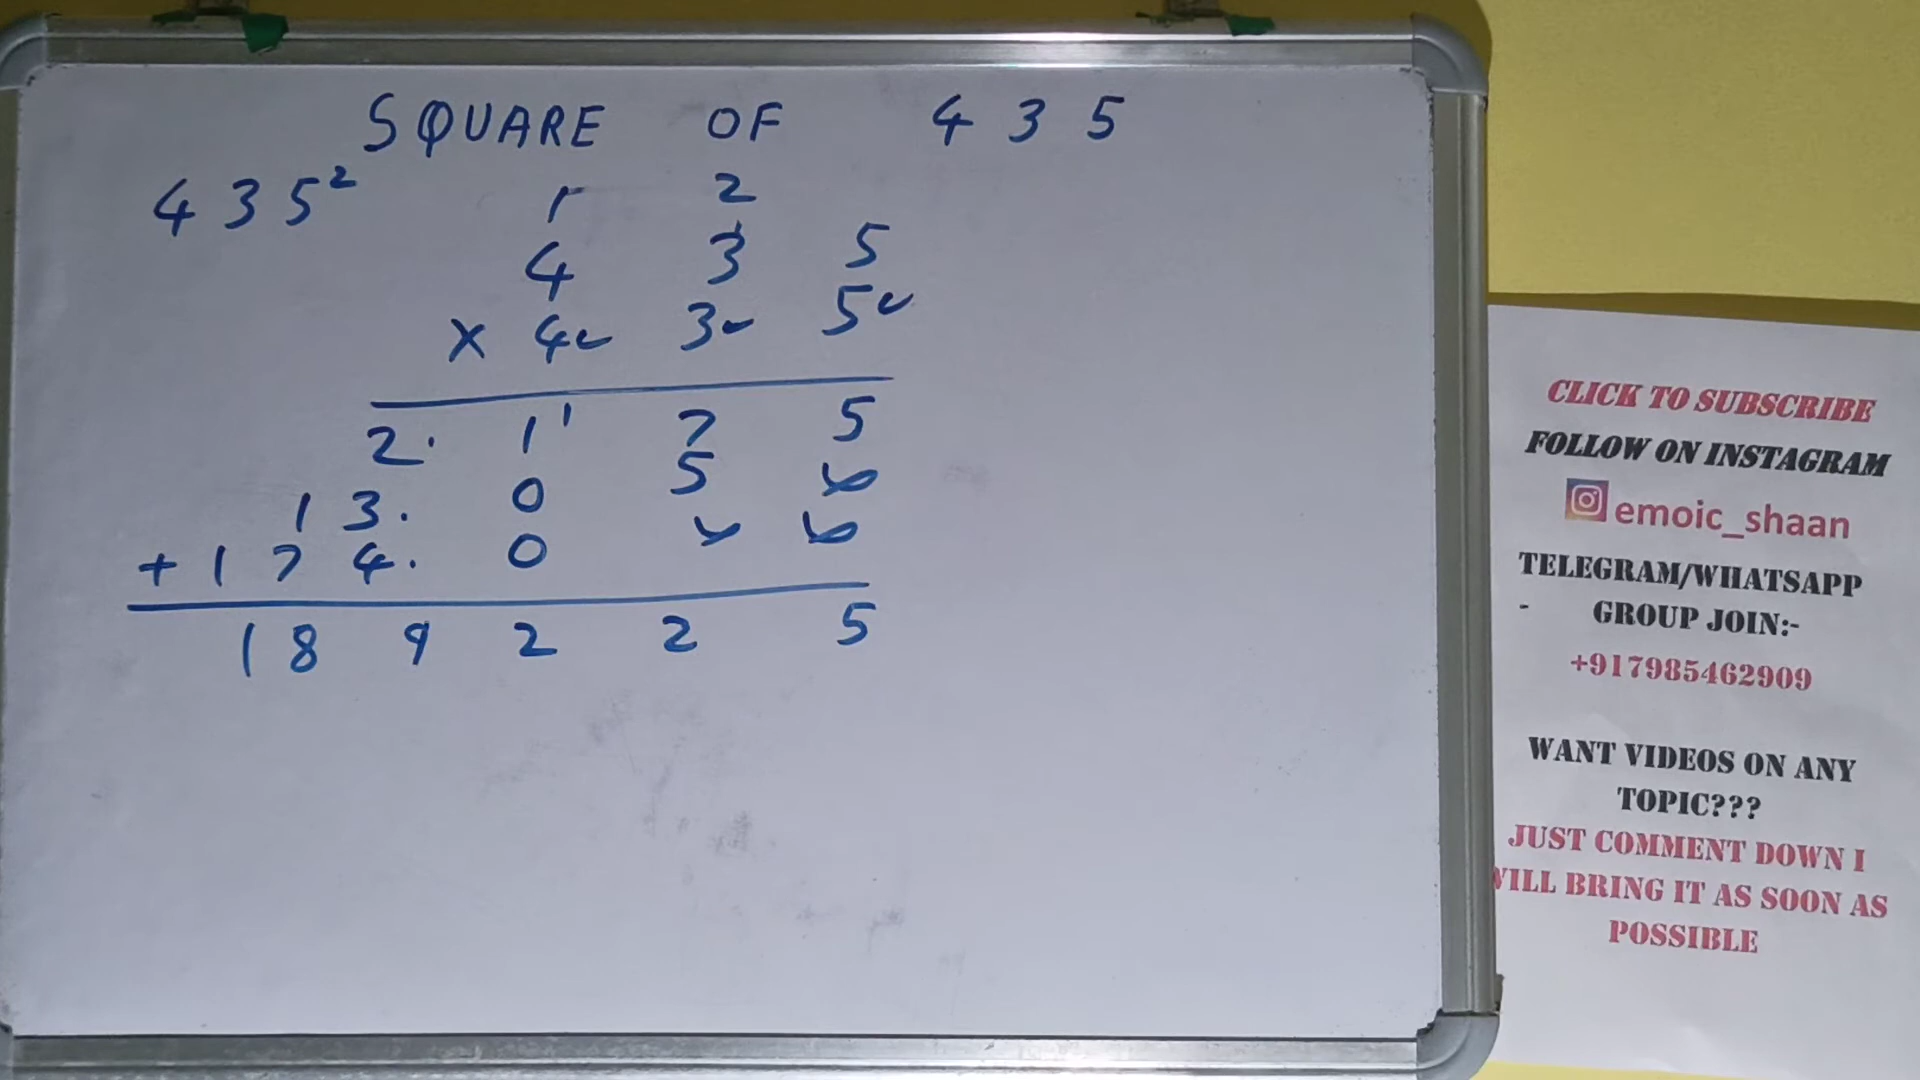 SQUARE OF 435
435²
1 2
4 3 5
× 4 3 5
2 1 1 7 5
1 3 0 5 ×
+ 1 7 4 0 × ×
1 8 9 2 2 5
CLICK TO SUBSCRIBE
FOLLOW ON INSTAGRAM
emoic_shaan
TELEGRAM/WHATSAPP
- GROUP JOIN:-
+917985462909
WANT VIDEOS ON ANY
TOPIC???
JUST COMMENT DOWN I
WILL BRING IT AS SOON AS
POSSIBLE